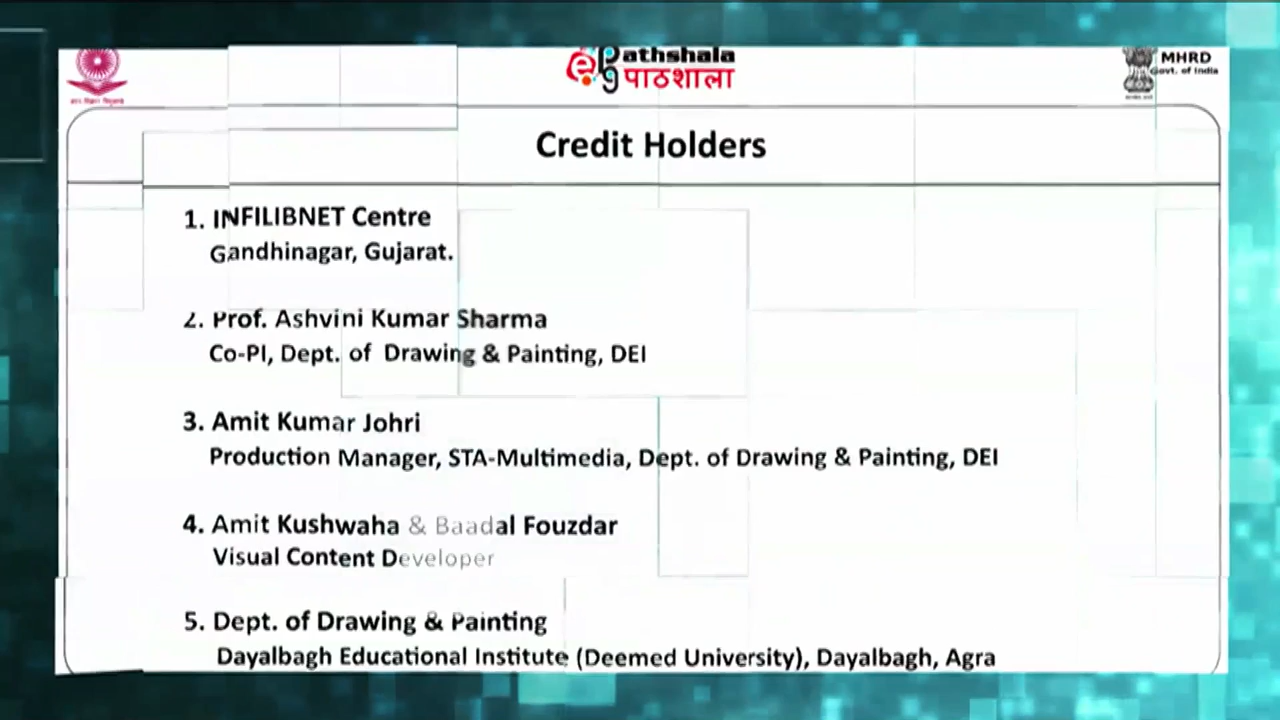 ePG Pathshala
पाठशाला
MHRD
Govt. of India
Credit Holders
1. INFILIBNET Centre
Gandhinagar, Gujarat.
2. Prof. Ashvini Kumar Sharma
Co-PI, Dept. of Drawing & Painting, DEI
3. Amit Kumar Johri
Production Manager, STA-Multimedia, Dept. of Drawing & Painting, DEI
4. Amit Kushwaha & Baadal Fouzdar
Visual Content Developer
5. Dept. of Drawing & Painting
Dayalbagh Educational Institute (Deemed University), Dayalbagh, Agra